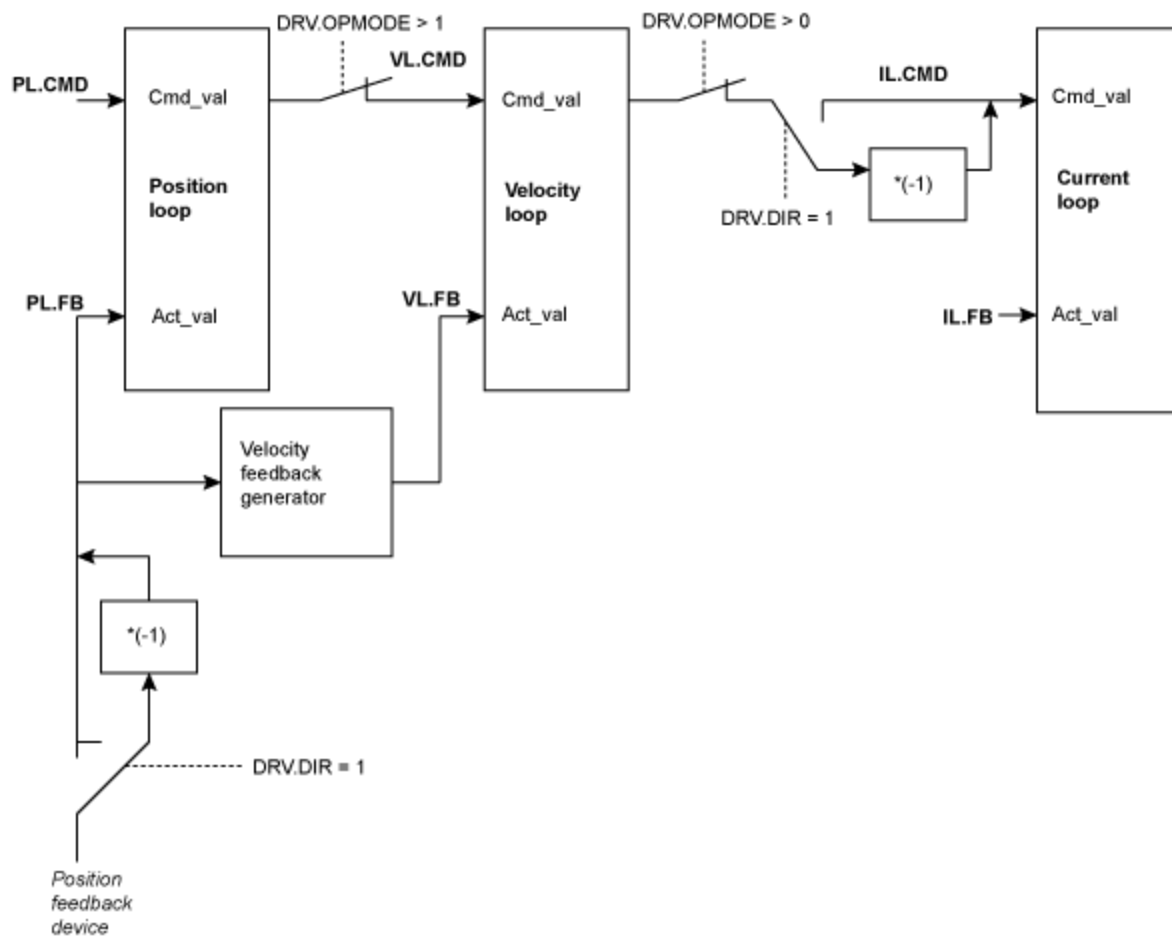 DRV.OPMODE > 1
DRV.OPMODE > 0
PL.CMD
Cmd_val
VL.CMD
Cmd_val
IL.CMD
Cmd_val
Position
loop
Velocity
loop
*(-1)
Current
loop
DRV.DIR = 1
PL.FB
Act_val
VL.FB
Act_val
IL.FB
Act_val
Velocity
feedback
generator
*(-1)
DRV.DIR = 1
Position
feedback
device